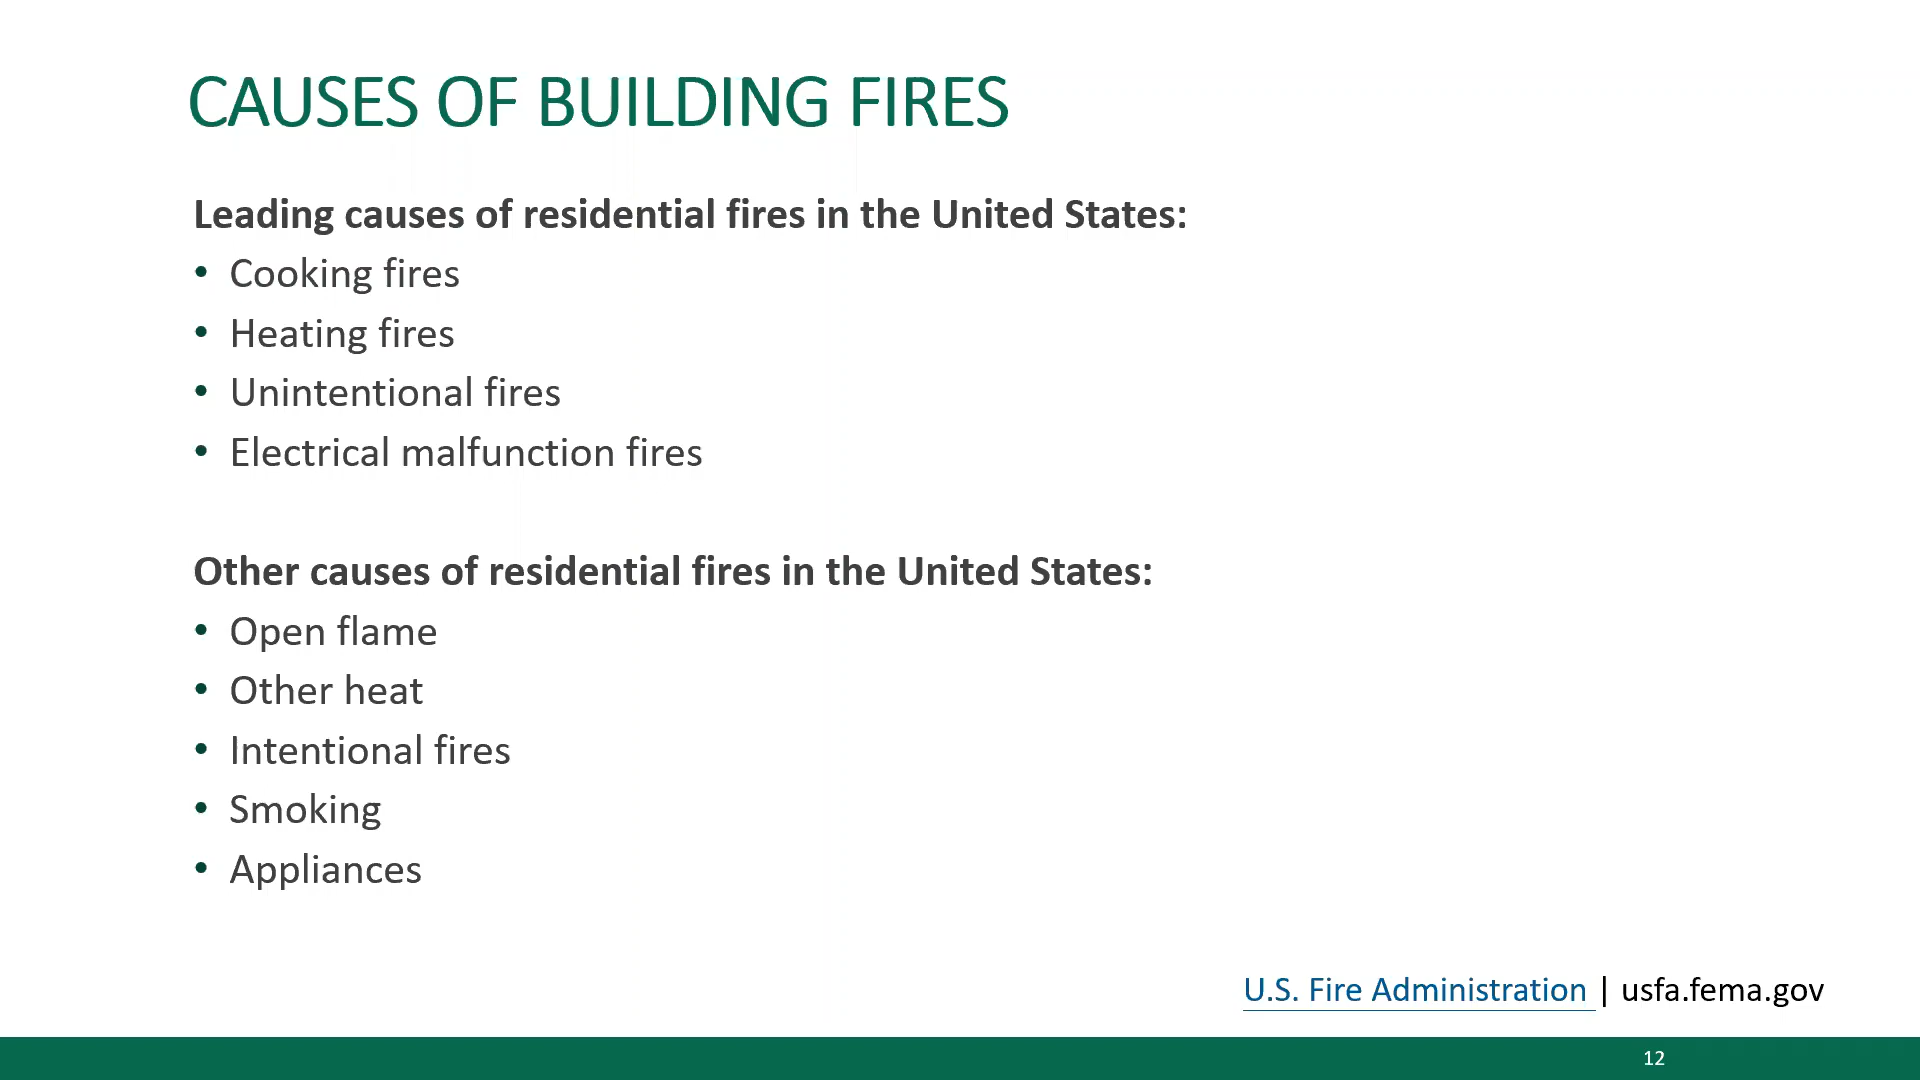 CAUSES OF BUILDING FIRES
Leading causes of residential fires in the United States:
• Cooking fires
• Heating fires
• Unintentional fires
• Electrical malfunction fires
Other causes of residential fires in the United States:
• Open flame
• Other heat
• Intentional fires
• Smoking
• Appliances
U.S. Fire Administration | usfa.fema.gov
12